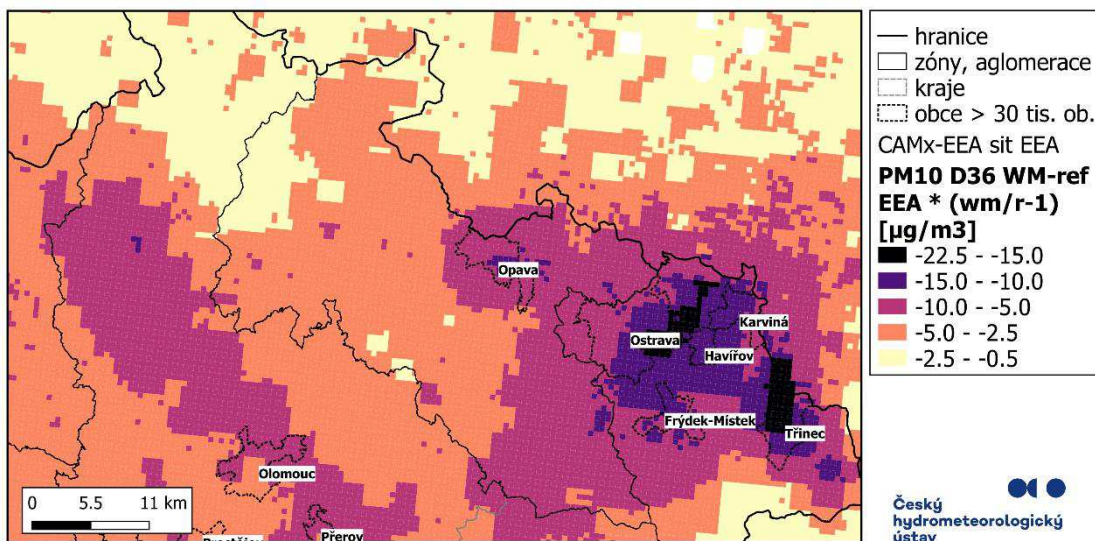 Opava
Karviná
Ostrava
Havířov
Frýdek-Místek
Třinec
Olomouc
Přerov
0 5.5 11 km
hranice
zóny, aglomerace
kraje
obce > 30 tis. ob.
CAMx-EEA sit EEA
PM10 D36 WM-ref
EEA * (wm/r-1)
[µg/m3]
-22.5 - -15.0
-15.0 - -10.0
-10.0 - -5.0
-5.0 - -2.5
-2.5 - -0.5
Český
hydrometeorologický
ústav